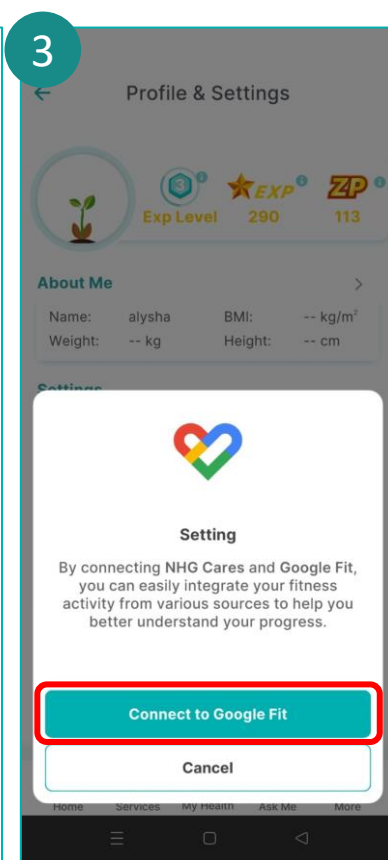 3
Profile & Settings
3 EXP ZP
Exp Level 290 113
About Me
Name: alysha BMI: -- kg/m²
Weight: -- kg Height: -- cm
Settings
Setting
By connecting NHG Cares and Google Fit,
you can easily integrate your fitness
activity from various sources to help you
better understand your progress.
Connect to Google Fit
Cancel
Home Services My Health Ask Me More